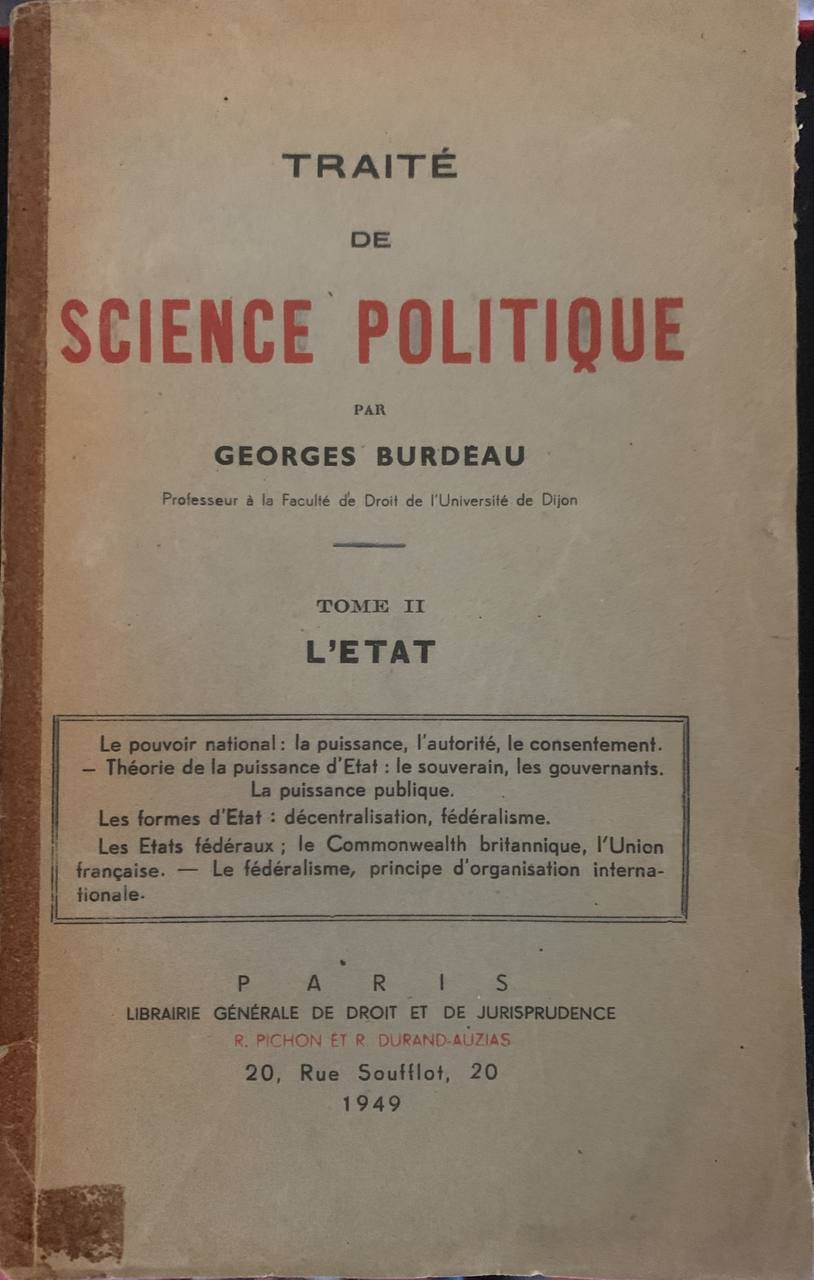 TRAITÉ
DE
SCIENCE POLITIQUE
PAR
GEORGES BURDEAU
Professeur à la Faculté de Droit de l'Université de Dijon
TOME II
L'ETAT
Le pouvoir national : la puissance, l'autorité, le consentement.
— Théorie de la puissance d'Etat : le souverain, les gouvernants.
La puissance publique.
Les formes d'Etat : décentralisation, fédéralisme.
Les Etats fédéraux ; le Commonwealth britannique, l'Union
française. — Le fédéralisme, principe d'organisation interna-
tionale.
PARIS
LIBRAIRIE GÉNÉRALE DE DROIT ET DE JURISPRUDENCE
R. PICHON ET R. DURAND-AUZIAS
20, Rue Soufflot, 20
1949